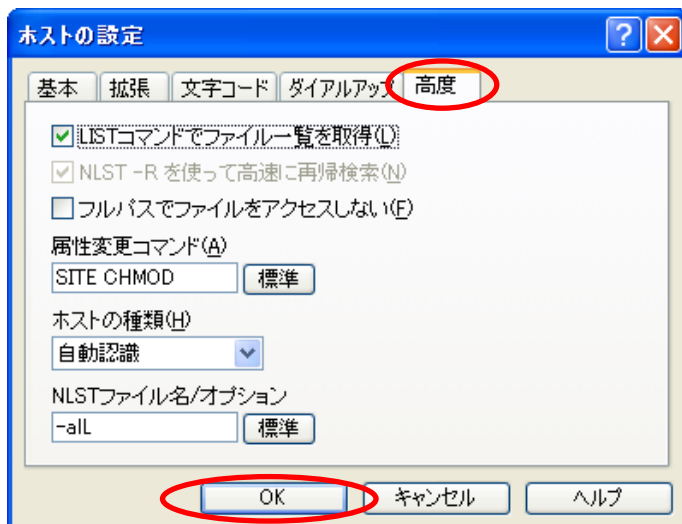 ホストの設定
基本 拡張 文字コード ダイアルアップ 高度
LISTコマンドでファイル一覧を取得(L)
NLST -R を使って高速に再帰検索(N)
フルパスでファイルをアクセスしない(F)
属性変更コマンド(A)
SITE CHMOD 標準
ホストの種類(H)
自動認識
NLSTファイル名/オプション
-alL 標準
OK キャンセル ヘルプ